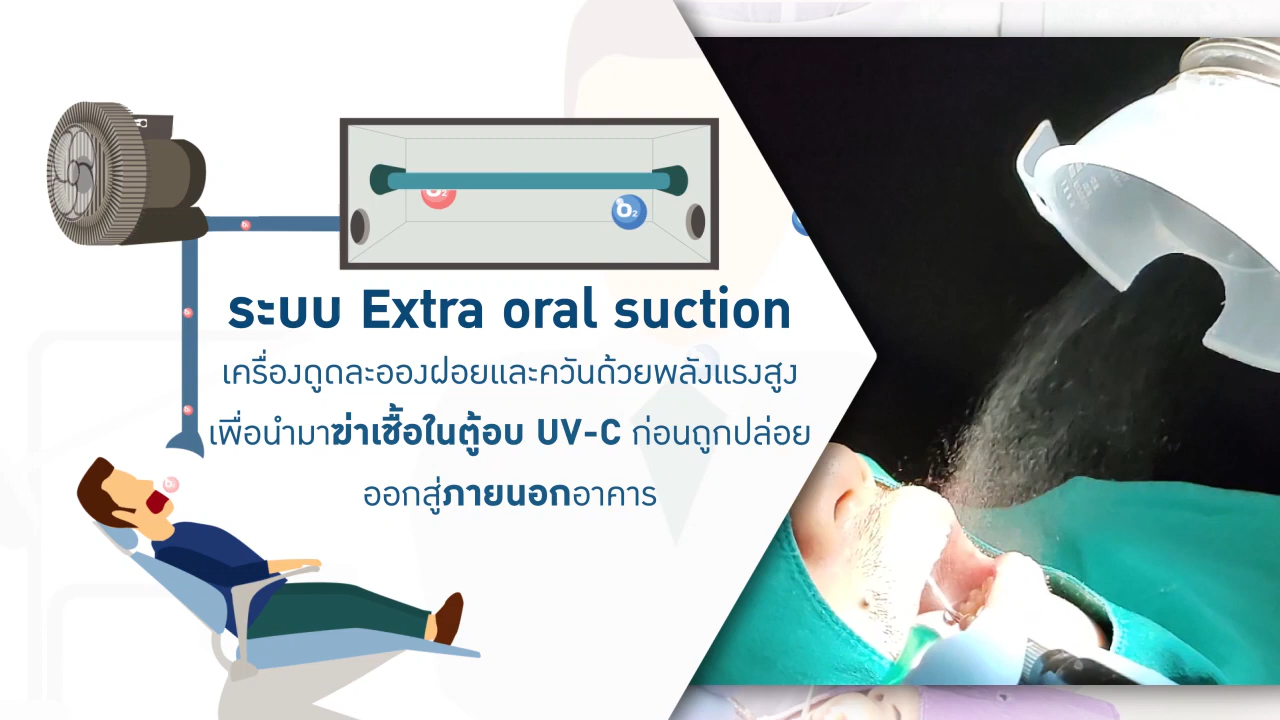 O₂
O₂
ระบบ Extra oral suction
เครื่องดูดละอองฝอยและควันด้วยพลังแรงสูง
เพื่อนำมาฆ่าเชื้อในตู้อบ UV-C ก่อนถูกปล่อย
ออกสู่ภายนอกอาคาร
O₂